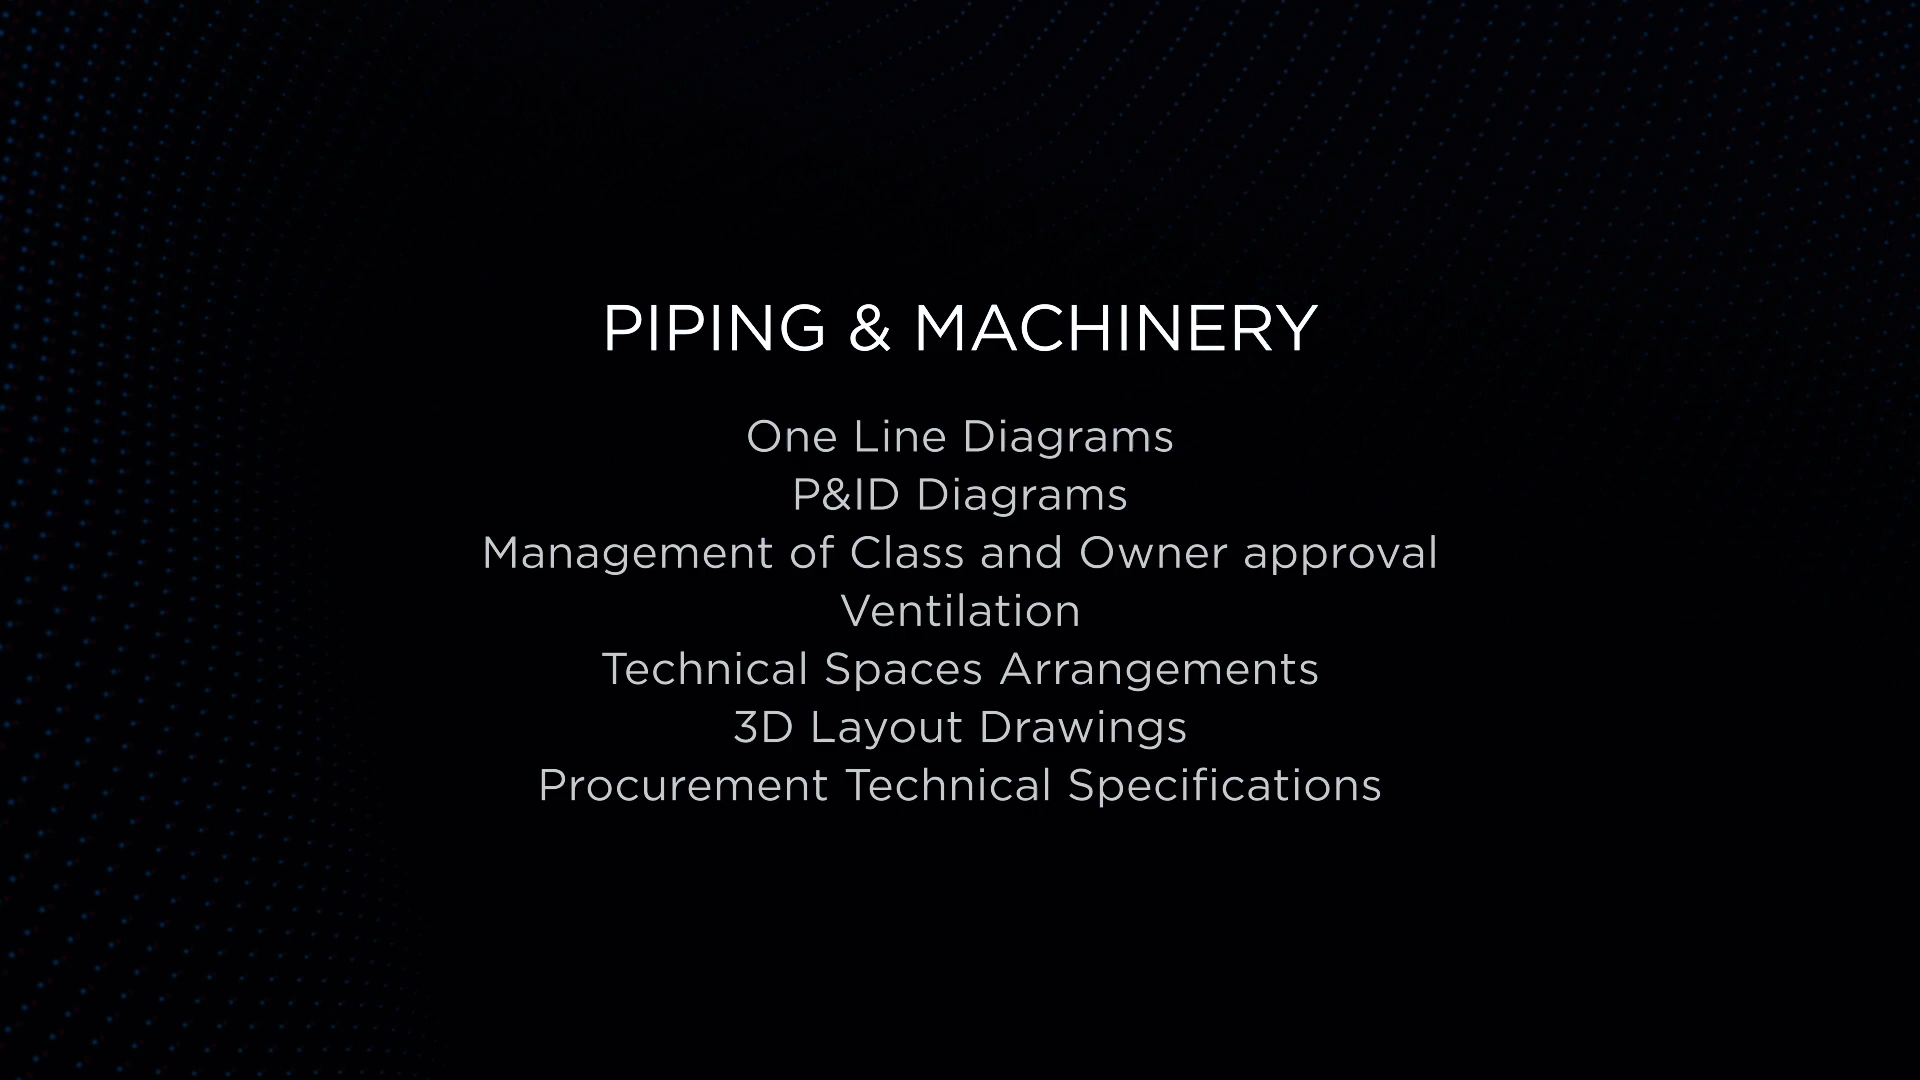 PIPING & MACHINERY
One Line Diagrams
P&ID Diagrams
Management of Class and Owner approval
Ventilation
Technical Spaces Arrangements
3D Layout Drawings
Procurement Technical Specifications